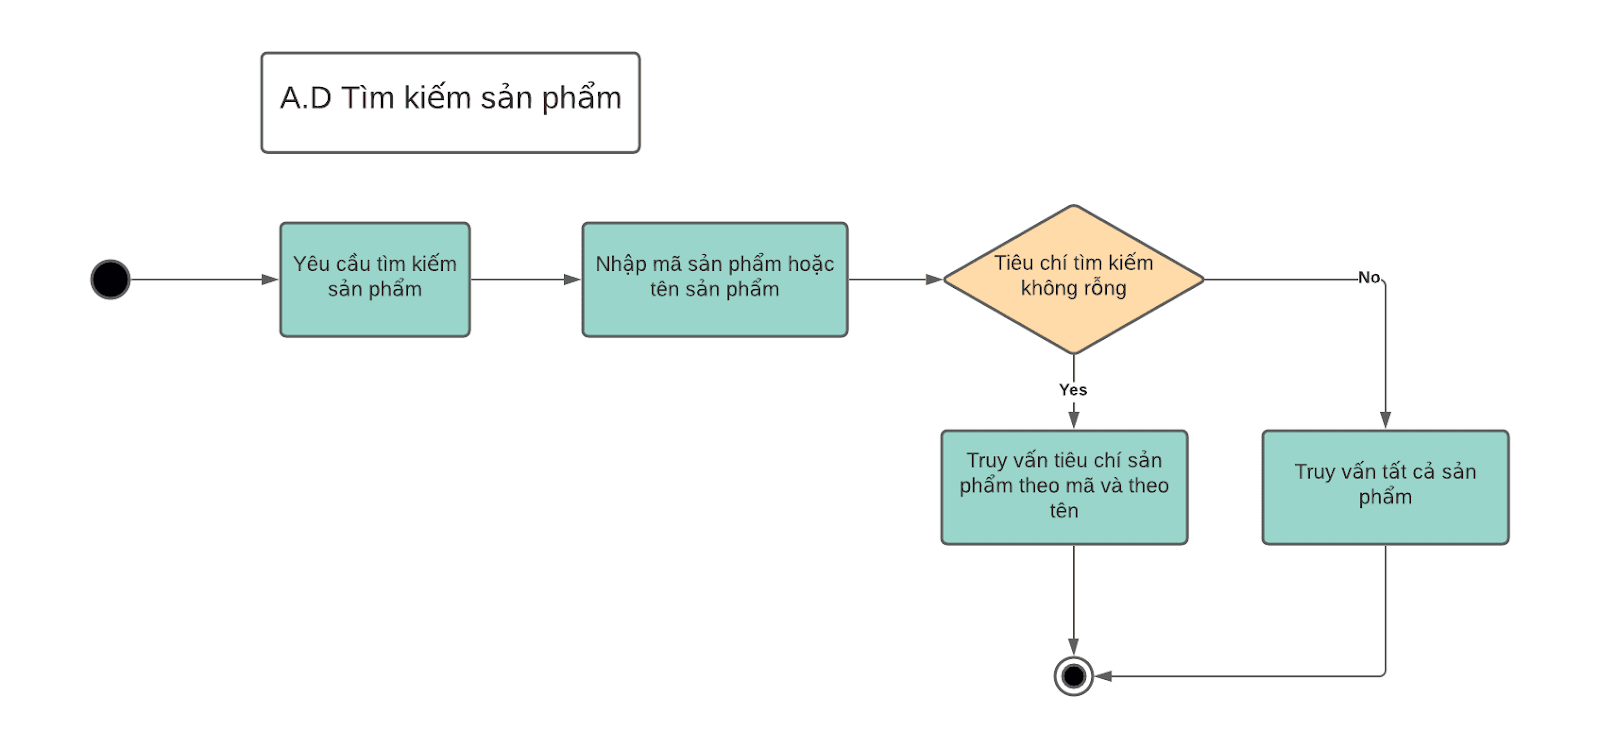 A.D Tìm kiếm sản phẩm
Yêu cầu tìm kiếm
sản phẩm
Nhập mã sản phẩm hoặc
tên sản phẩm
Tiêu chí tìm kiếm
không rỗng
No
Yes
Truy vấn tiêu chí sản
phẩm theo mã và theo
tên
Truy vấn tất cả sản
phẩm